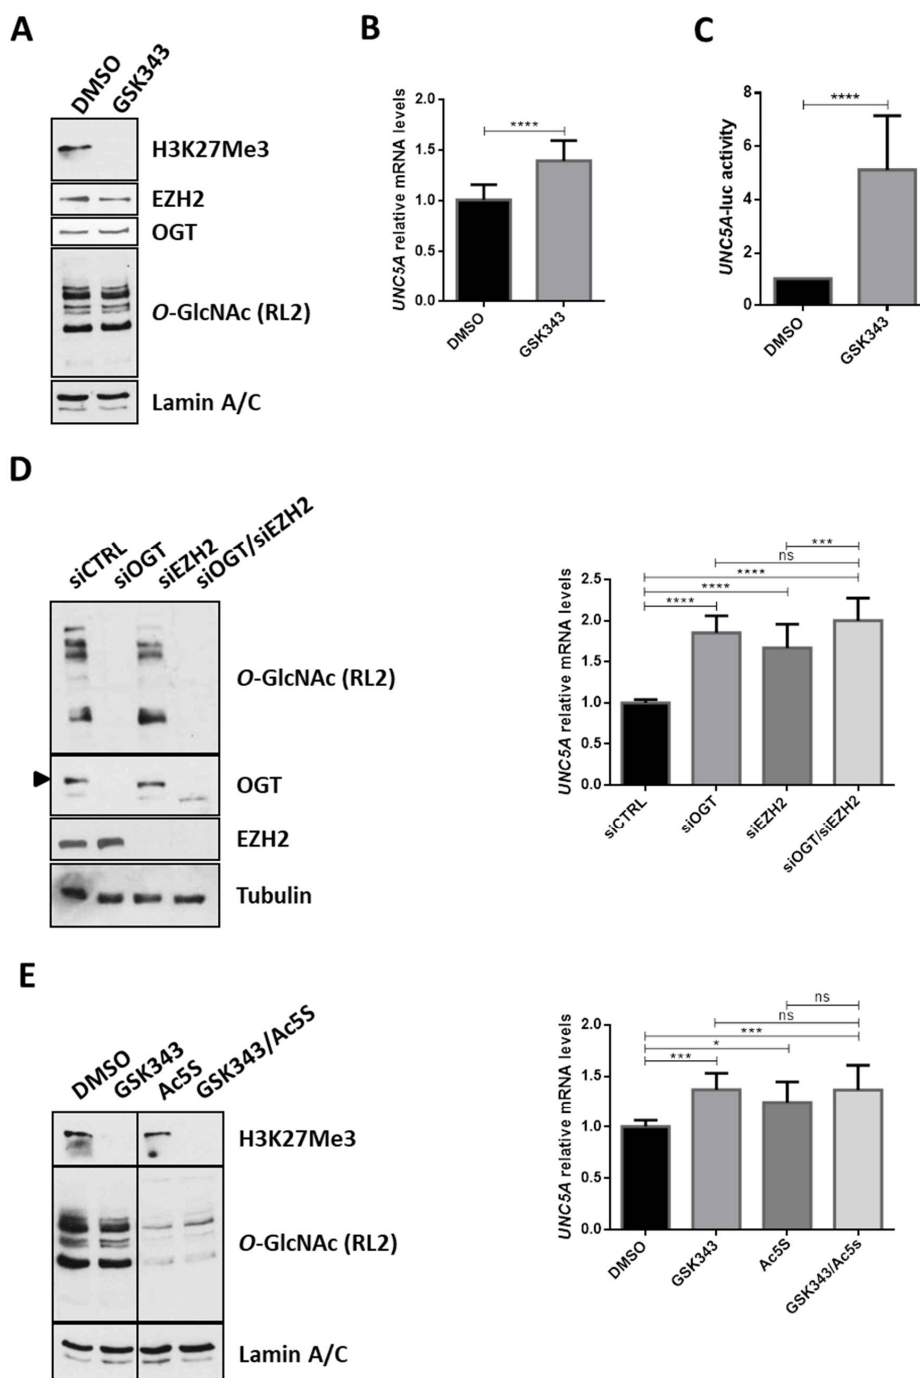 A
DMSO
GSK343
H3K27Me3
EZH2
OGT
O-GlcNAc (RL2)
Lamin A/C
B
UNC5A relative mRNA levels
2.0
1.5
1.0
0.5
0.0
****
DMSO
GSK343
C
UNC5A-luc activity
8
6
4
2
0
****
DMSO
GSK343
D
siCTRL
siOGT
siEZH2
siOGT/siEZH2
O-GlcNAc (RL2)
OGT
EZH2
Tubulin
UNC5A relative mRNA levels
2.5
2.0
1.5
1.0
0.5
0.0
***
ns
****
****
****
siCTRL
siOGT
siEZH2
siOGT/siEZH2
E
DMSO
GSK343
Ac5S
GSK343/Ac5S
H3K27Me3
O-GlcNAc (RL2)
Lamin A/C
UNC5A relative mRNA levels
2.0
1.5
1.0
0.5
0.0
ns
ns
***
*
***
DMSO
GSK343
Ac5S
GSK343/Ac5s